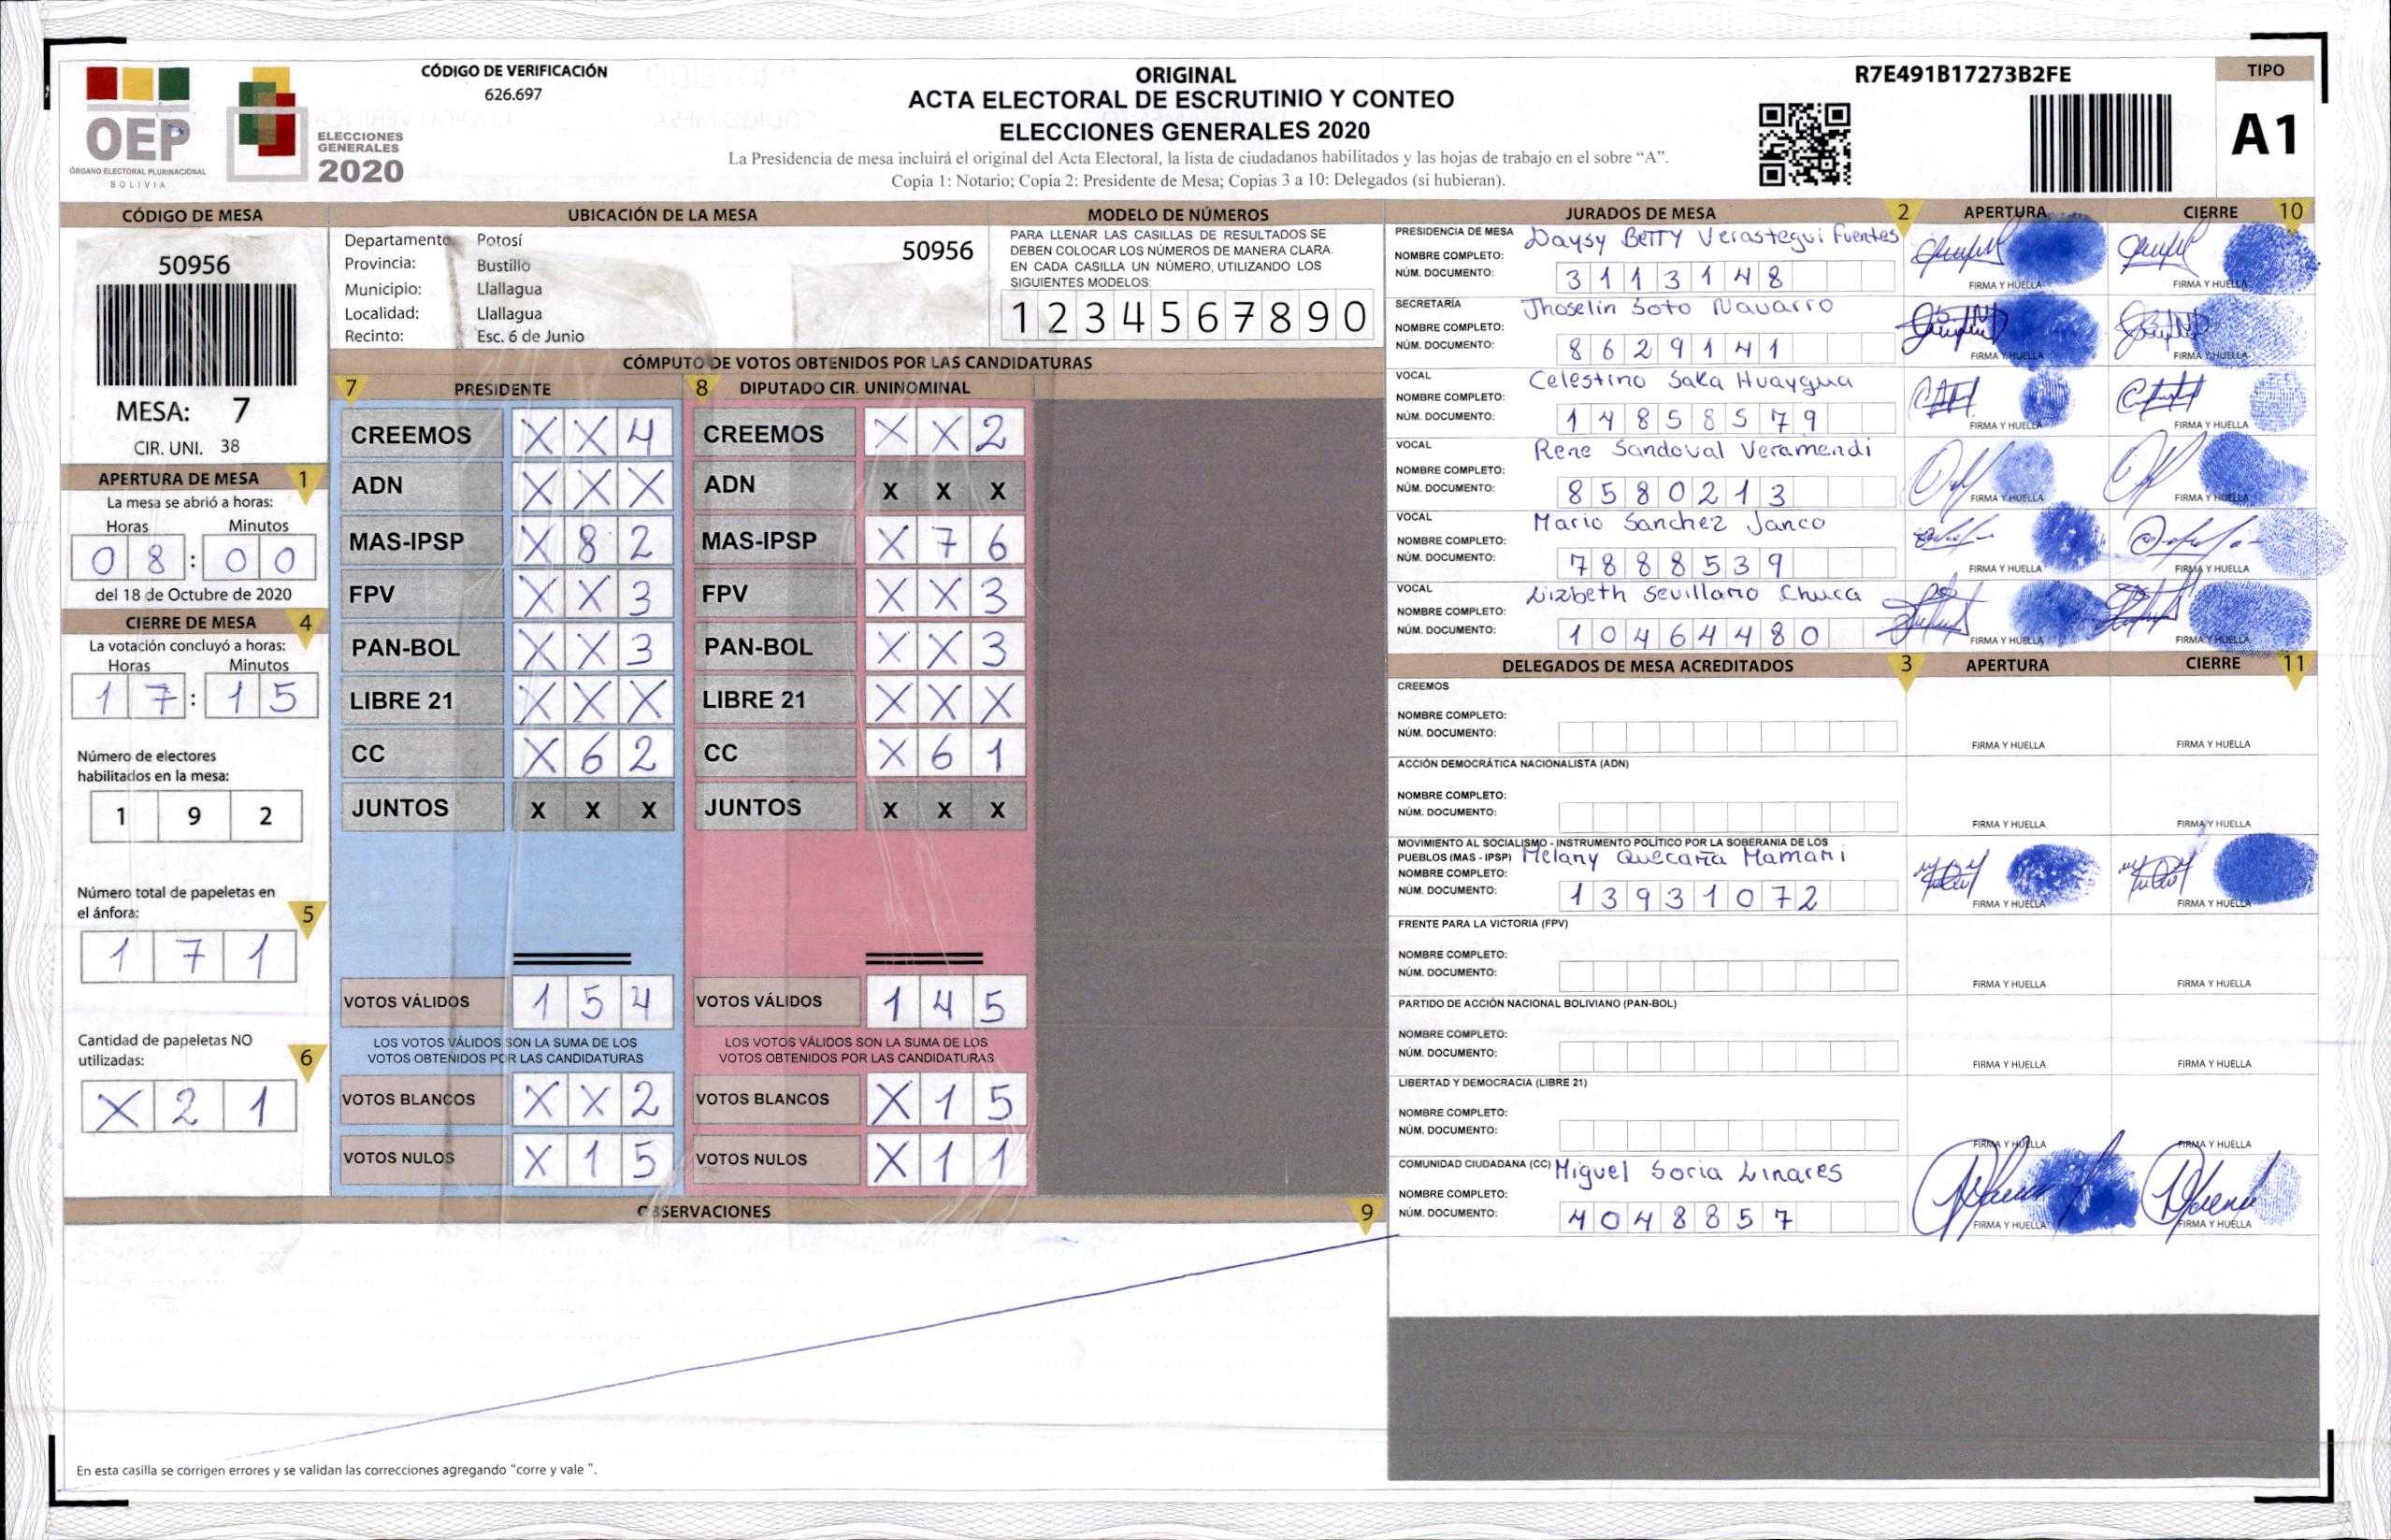 OEP
ÓRGANO ELECTORAL PLURINACIONAL
BOLIVIA
ELECCIONES
GENERALES
2020
CÓDIGO DE VERIFICACIÓN
626.697
ORIGINAL
ACTA ELECTORAL DE ESCRUTINIO Y CONTEO
ELECCIONES GENERALES 2020
La Presidencia de mesa incluirá el original del Acta Electoral, la lista de ciudadanos habilitados y las hojas de trabajo en el sobre “A”.
Copia 1: Notario; Copia 2: Presidente de Mesa; Copias 3 a 10: Delegados (si hubieran).
R7E491B17273B2FE
TIPO
A1
CÓDIGO DE MESA
50956
MESA: 7
CIR. UNI. 38
APERTURA DE MESA 1
La mesa se abrió a horas:
Horas Minutos
0 8 : 0 0
del 18 de Octubre de 2020
CIERRE DE MESA 4
La votación concluyó a horas:
Horas Minutos
1 7 : 1 5
Número de electores
habilitados en la mesa:
1 9 2
Número total de papeletas en
el ánfora: 5
1 7 1
Cantidad de papeletas NO
utilizadas: 6
X 2 1
UBICACIÓN DE LA MESA
Departamento: Potosí
50956
Provincia: Bustillo
Municipio: Llallagua
Localidad: Llallagua
Recinto: Esc. 6 de Junio
MODELO DE NÚMEROS
PARA LLENAR LAS CASILLAS DE RESULTADOS SE
DEBEN COLOCAR LOS NÚMEROS DE MANERA CLARA.
EN CADA CASILLA UN NÚMERO, UTILIZANDO LOS
SIGUIENTES MODELOS:
1 2 3 4 5 6 7 8 9 0
CÓMPUTO DE VOTOS OBTENIDOS POR LAS CANDIDATURAS
7 PRESIDENTE
CREEMOS X X 4
ADN X X X
MAS-IPSP X 8 2
FPV X X 3
PAN-BOL X X 3
LIBRE 21 X X X
CC X 6 2
JUNTOS X X X
VOTOS VÁLIDOS 1 5 4
LOS VOTOS VÁLIDOS SON LA SUMA DE LOS
VOTOS OBTENIDOS POR LAS CANDIDATURAS
VOTOS BLANCOS X X 2
VOTOS NULOS X 1 5
8 DIPUTADO CIR. UNINOMINAL
CREEMOS X X 2
ADN X X X
MAS-IPSP X 7 6
FPV X X 3
PAN-BOL X X 3
LIBRE 21 X X X
CC X 6 1
JUNTOS X X X
VOTOS VÁLIDOS 1 4 5
LOS VOTOS VÁLIDOS SON LA SUMA DE LOS
VOTOS OBTENIDOS POR LAS CANDIDATURAS
VOTOS BLANCOS X 1 5
VOTOS NULOS X 1 1
OBSERVACIONES 9
En esta casilla se corrigen errores y se validan las correcciones agregando “corre y vale ”.
JURADOS DE MESA 2 APERTURA CIERRE 10
PRESIDENCIA DE MESA Daysy Betty Verastegui Fuentes
NOMBRE COMPLETO:
NÚM. DOCUMENTO: 3 1 1 3 1 4 8
FIRMA Y HUELLA FIRMA Y HUELLA
SECRETARÍA Jhoselin Soto Navarro
NOMBRE COMPLETO:
NÚM. DOCUMENTO: 8 6 2 9 1 4 1
FIRMA Y HUELLA FIRMA Y HUELLA
VOCAL Celestino Saka Huaygua
NOMBRE COMPLETO:
NÚM. DOCUMENTO: 1 4 8 5 8 5 7 9
FIRMA Y HUELLA FIRMA Y HUELLA
VOCAL Rene Sandoval Veramendi
NOMBRE COMPLETO:
NÚM. DOCUMENTO: 8 5 8 0 2 1 3
FIRMA Y HUELLA FIRMA Y HUELLA
VOCAL Mario Sanchez Janco
NOMBRE COMPLETO:
NÚM. DOCUMENTO: 7 8 8 8 5 3 9
FIRMA Y HUELLA FIRMA Y HUELLA
VOCAL Lizbeth Sevillano Chuca
NOMBRE COMPLETO:
NÚM. DOCUMENTO: 1 0 4 6 4 4 8 0
FIRMA Y HUELLA FIRMA Y HUELLA
DELEGADOS DE MESA ACREDITADOS 3 APERTURA CIERRE 11
CREEMOS
NOMBRE COMPLETO:
NÚM. DOCUMENTO:
FIRMA Y HUELLA FIRMA Y HUELLA
ACCIÓN DEMOCRÁTICA NACIONALISTA (ADN)
NOMBRE COMPLETO:
NÚM. DOCUMENTO:
FIRMA Y HUELLA FIRMA Y HUELLA
MOVIMIENTO AL SOCIALISMO - INSTRUMENTO POLÍTICO POR LA SOBERANIA DE LOS
PUEBLOS (MAS - IPSP) Melany Quecaña Mamani
NOMBRE COMPLETO:
NÚM. DOCUMENTO: 1 3 9 3 1 0 7 2
FIRMA Y HUELLA FIRMA Y HUELLA
FRENTE PARA LA VICTORIA (FPV)
NOMBRE COMPLETO:
NÚM. DOCUMENTO:
FIRMA Y HUELLA FIRMA Y HUELLA
PARTIDO DE ACCIÓN NACIONAL BOLIVIANO (PAN-BOL)
NOMBRE COMPLETO:
NÚM. DOCUMENTO:
FIRMA Y HUELLA FIRMA Y HUELLA
LIBERTAD Y DEMOCRACIA (LIBRE 21)
NOMBRE COMPLETO:
NÚM. DOCUMENTO:
FIRMA Y HUELLA FIRMA Y HUELLA
COMUNIDAD CIUDADANA (CC) Miguel Soria Linares
NOMBRE COMPLETO:
NÚM. DOCUMENTO: 4 0 4 8 8 5 7
FIRMA Y HUELLA FIRMA Y HUELLA